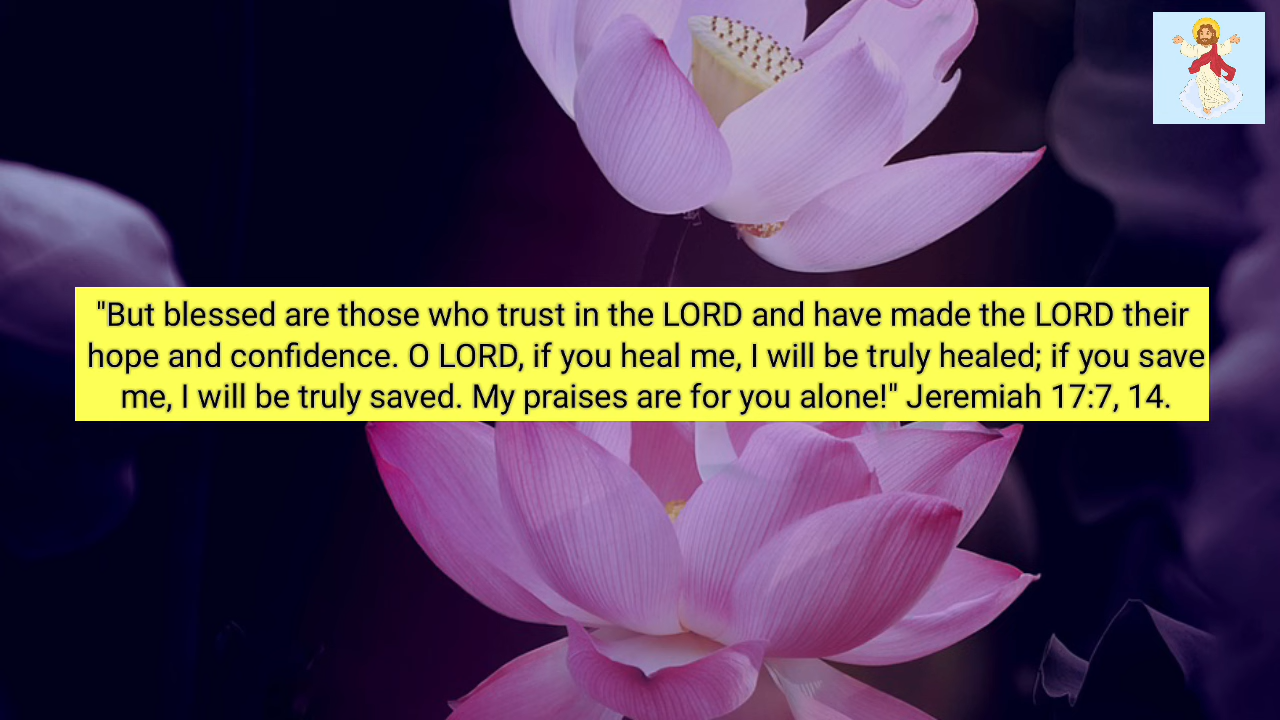 "But blessed are those who trust in the LORD and have made the LORD their
hope and confidence. O LORD, if you heal me, I will be truly healed; if you save
me, I will be truly saved. My praises are for you alone!" Jeremiah 17:7, 14.